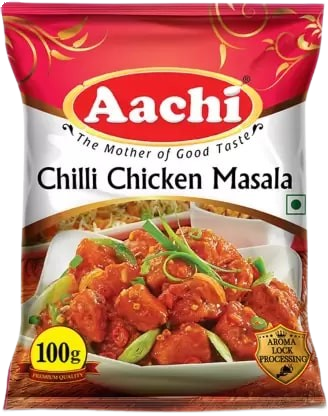 Aachi®
The Mother of Good Taste
Chilli Chicken Masala
100g
PREMIUM QUALITY
AROMA
LOCK
PROCESSING